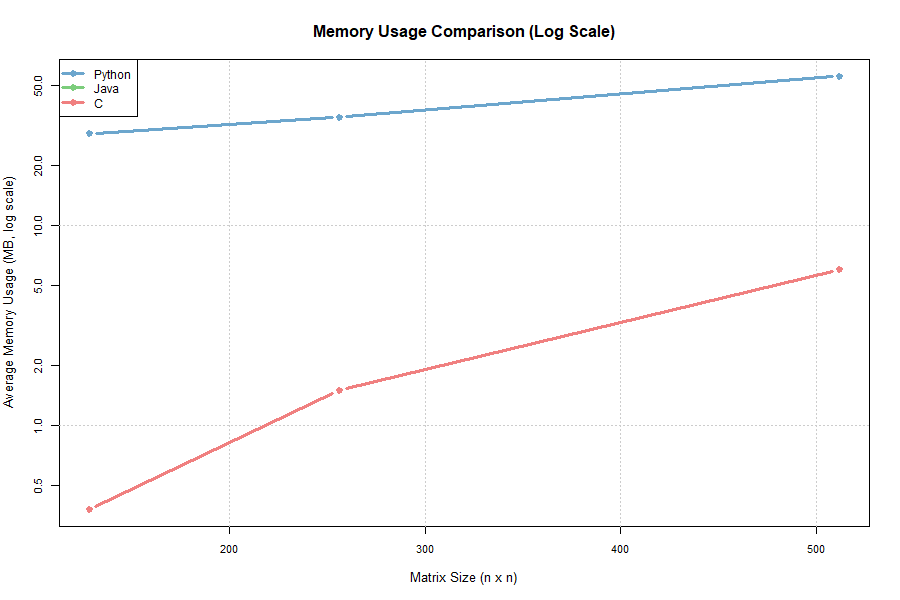 Memory Usage Comparison (Log Scale)
Python
Java
C
Average Memory Usage (MB, log scale)
50.0
20.0
10.0
5.0
2.0
1.0
0.5
200 300 400 500
Matrix Size (n x n)